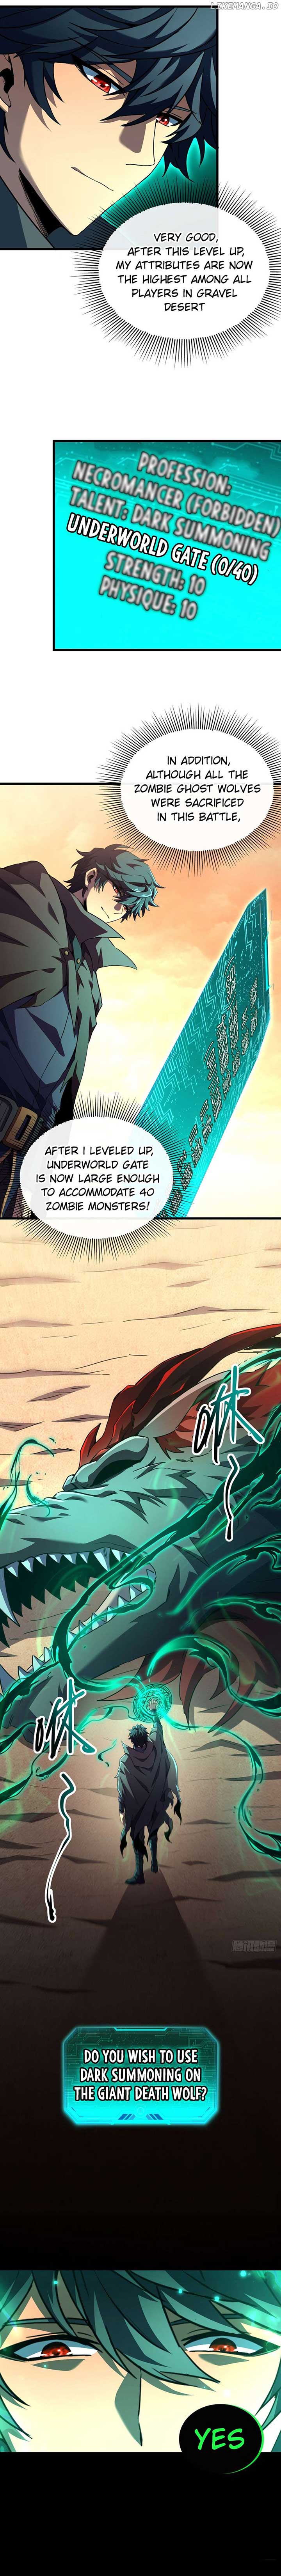 LIKEMANGA.IO
VERY GOOD,
AFTER THIS LEVEL UP,
MY ATTRIBUTES ARE NOW
THE HIGHEST AMONG ALL
PLAYERS IN GRAVEL
DESERT
PROFESSION:
NECROMANCER (FORBIDDEN)
TALENT: DARK SUMMONING
UNDERWORLD GATE (0/40)
STRENGTH: 10
PHYSIQUE: 10
IN ADDITION,
ALTHOUGH ALL THE
ZOMBIE GHOST WOLVES
WERE SACRIFICED
IN THIS BATTLE,
AFTER I LEVELED UP,
UNDERWORLD GATE
IS NOW LARGE ENOUGH
TO ACCOMMODATE 40
ZOMBIE MONSTERS!
咻
咻
DO YOU WISH TO USE
DARK SUMMONING ON
THE GIANT DEATH WOLF?
YES